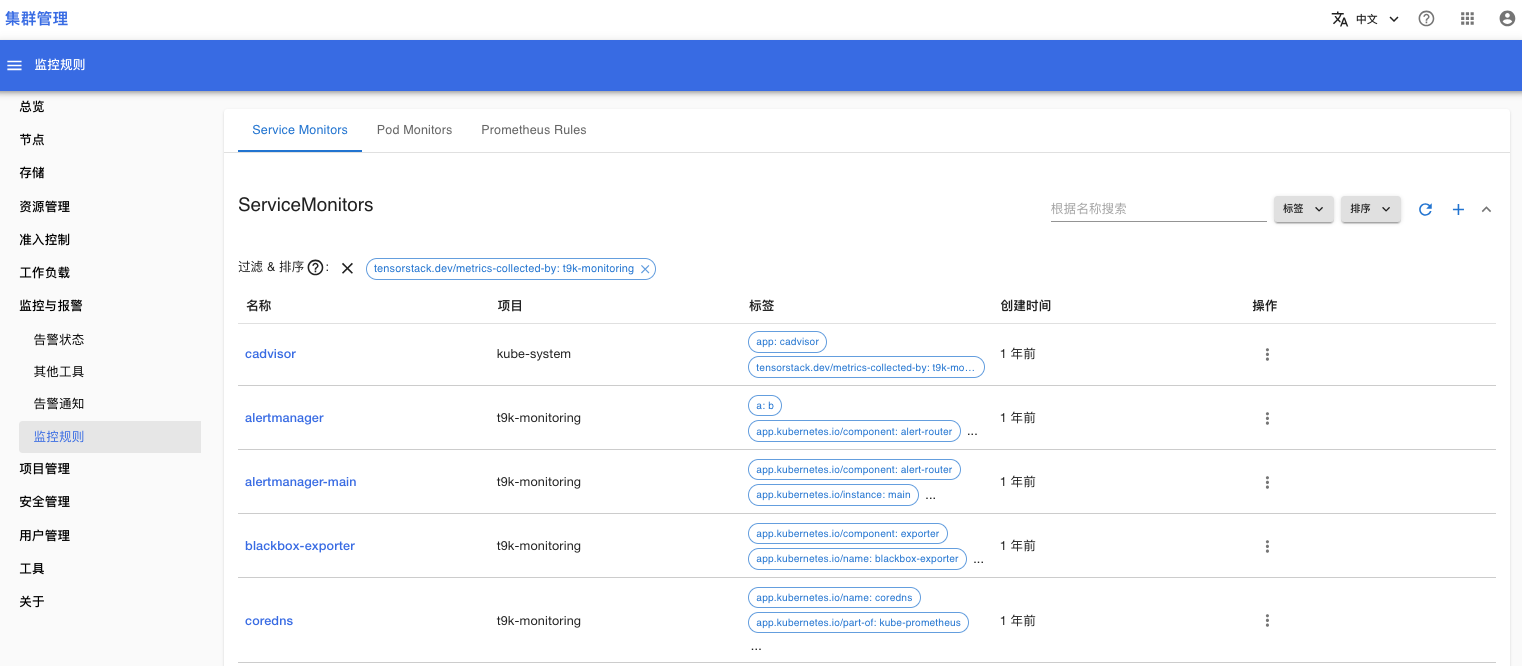 集群管理
中文
监控规则
总览
节点
存储
资源管理
准入控制
工作负载
监控与报警
告警状态
其他工具
告警通知
监控规则
项目管理
安全管理
用户管理
工具
关于
Service Monitors Pod Monitors Prometheus Rules
ServiceMonitors
根据名称搜索 标签 排序
过滤 & 排序 ? : tensorstack.dev/metrics-collected-by: t9k-monitoring
名称 项目 标签 创建时间 操作
cadvisor kube-system app: cadvisor 1 年前
tensorstack.dev/metrics-collected-by: t9k-mo…
alertmanager t9k-monitoring a: b 1 年前
app.kubernetes.io/component: alert-router ...
alertmanager-main t9k-monitoring app.kubernetes.io/component: alert-router 1 年前
app.kubernetes.io/instance: main ...
blackbox-exporter t9k-monitoring app.kubernetes.io/component: exporter 1 年前
app.kubernetes.io/name: blackbox-exporter ...
coredns t9k-monitoring app.kubernetes.io/name: coredns 1 年前
app.kubernetes.io/part-of: kube-prometheus
...